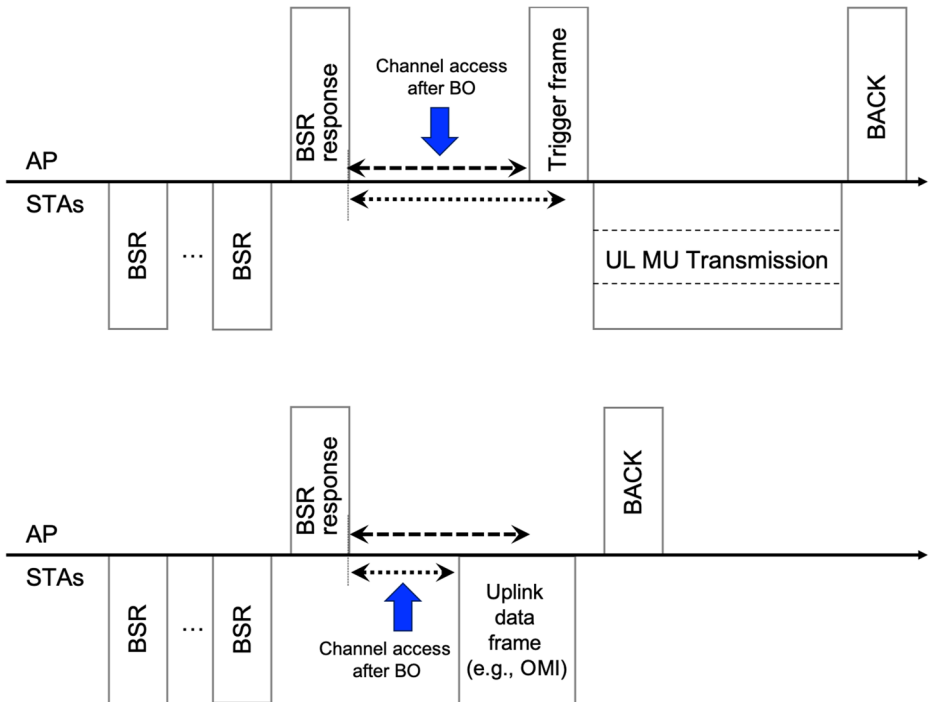 BSR
response
Channel access
after BO
Trigger frame
BACK
AP
STAs
BSR
...
BSR
UL MU Transmission
BSR
response
BACK
AP
STAs
BSR
...
BSR
Channel access
after BO
Uplink
data
frame
(e.g., OMI)